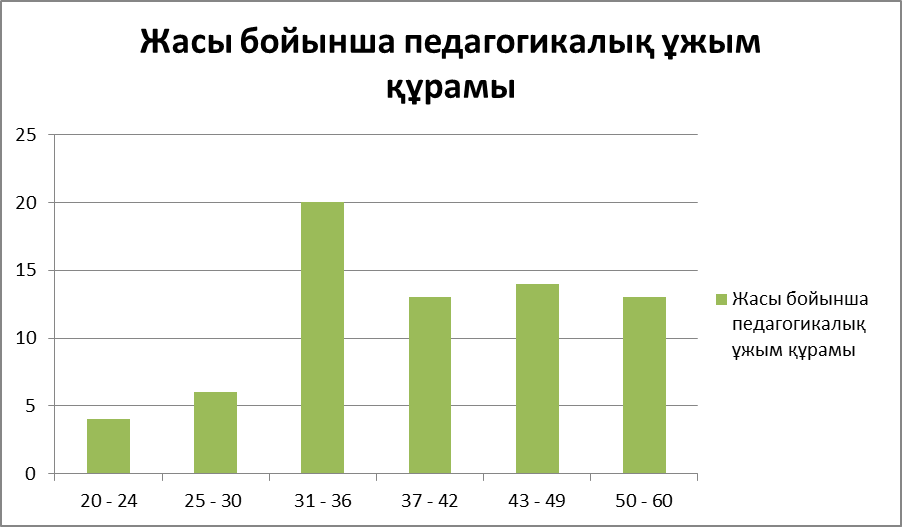 Жасы бойынша педагогикалық ұжым
құрамы
25
20
15
10
5
0
20 - 24
25 - 30
31 - 36
37 - 42
43 - 49
50 - 60
Жасы бойынша
педагогикалық
ұжым құрамы